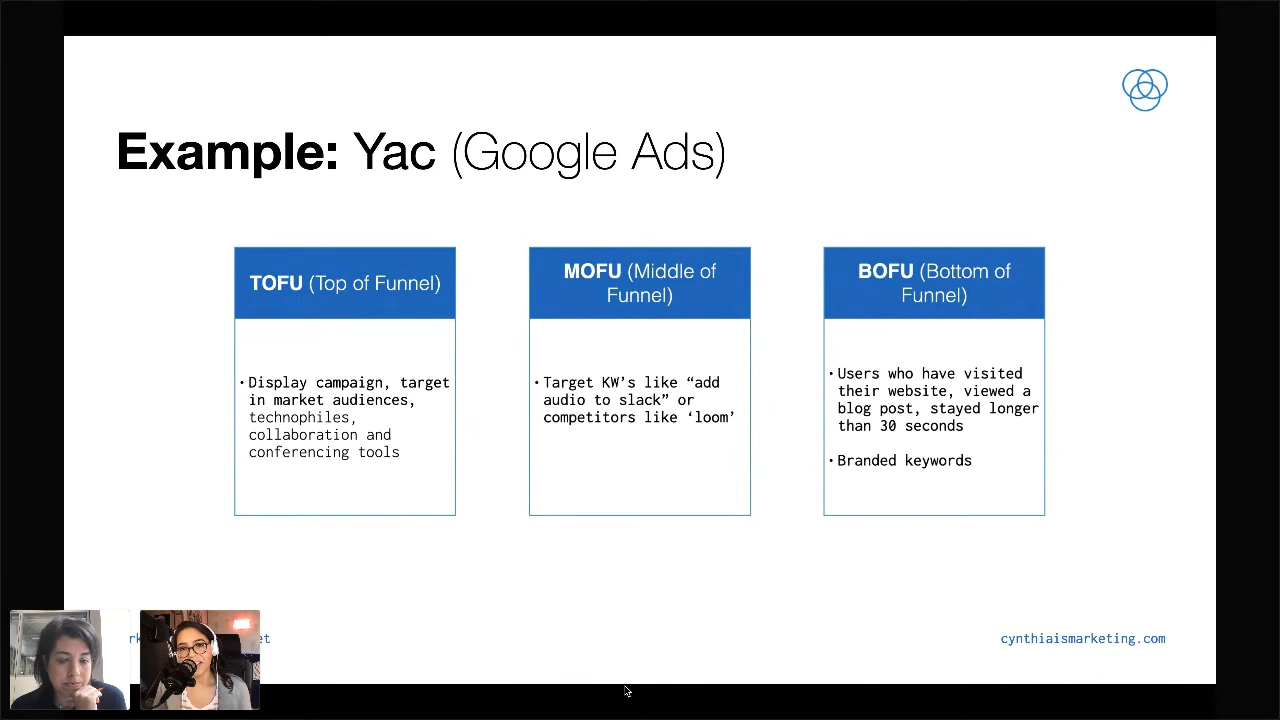 Example: Yac (Google Ads)
TOFU (Top of Funnel)
• Display campaign, target
in market audiences,
technophiles,
collaboration and
conferencing tools
MOFU (Middle of
Funnel)
• Target KW's like “add
audio to slack” or
competitors like ‘loom’
BOFU (Bottom of
Funnel)
• Users who have visited
their website, viewed a
blog post, stayed longer
than 30 seconds
• Branded keywords
cynthiaismarketing.com